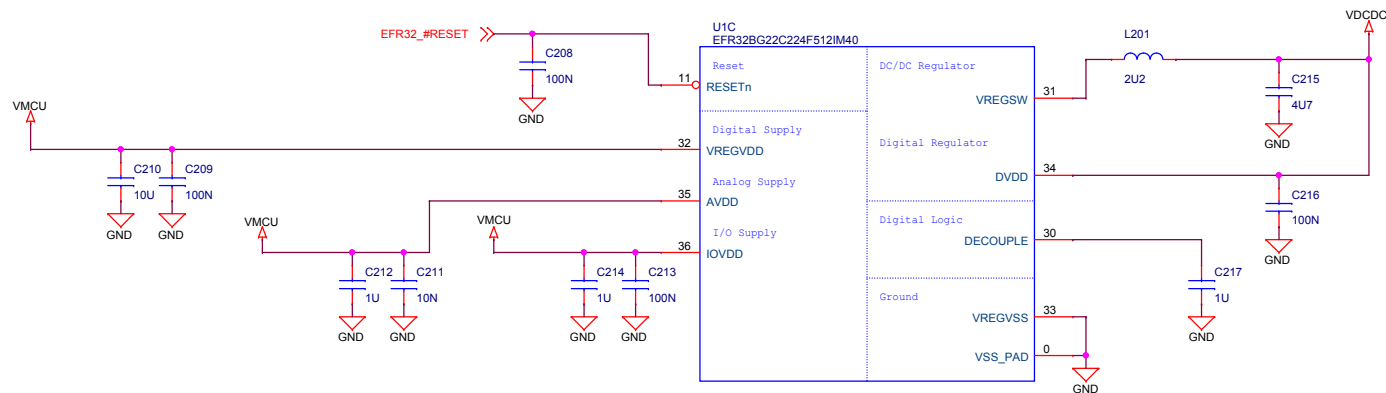 U1C
EFR32BG22C224F512IM40
EFR32_#RESET
C208
100N
GND
11
Reset
RESETn
DC/DC Regulator
VREGSW
31
L201
2U2
VDCDC
C215
4U7
GND
VMCU
C210
10U
GND
C209
100N
GND
32
Digital Supply
VREGVDD
Digital Regulator
DVDD
34
C216
100N
GND
35
Analog Supply
AVDD
VMCU
C212
1U
GND
C211
10N
GND
VMCU
C214
1U
GND
C213
100N
GND
36
I/O Supply
IOVDD
Digital Logic
DECOUPLE
30
C217
1U
GND
Ground
VREGVSS
33
VSS_PAD
0
GND